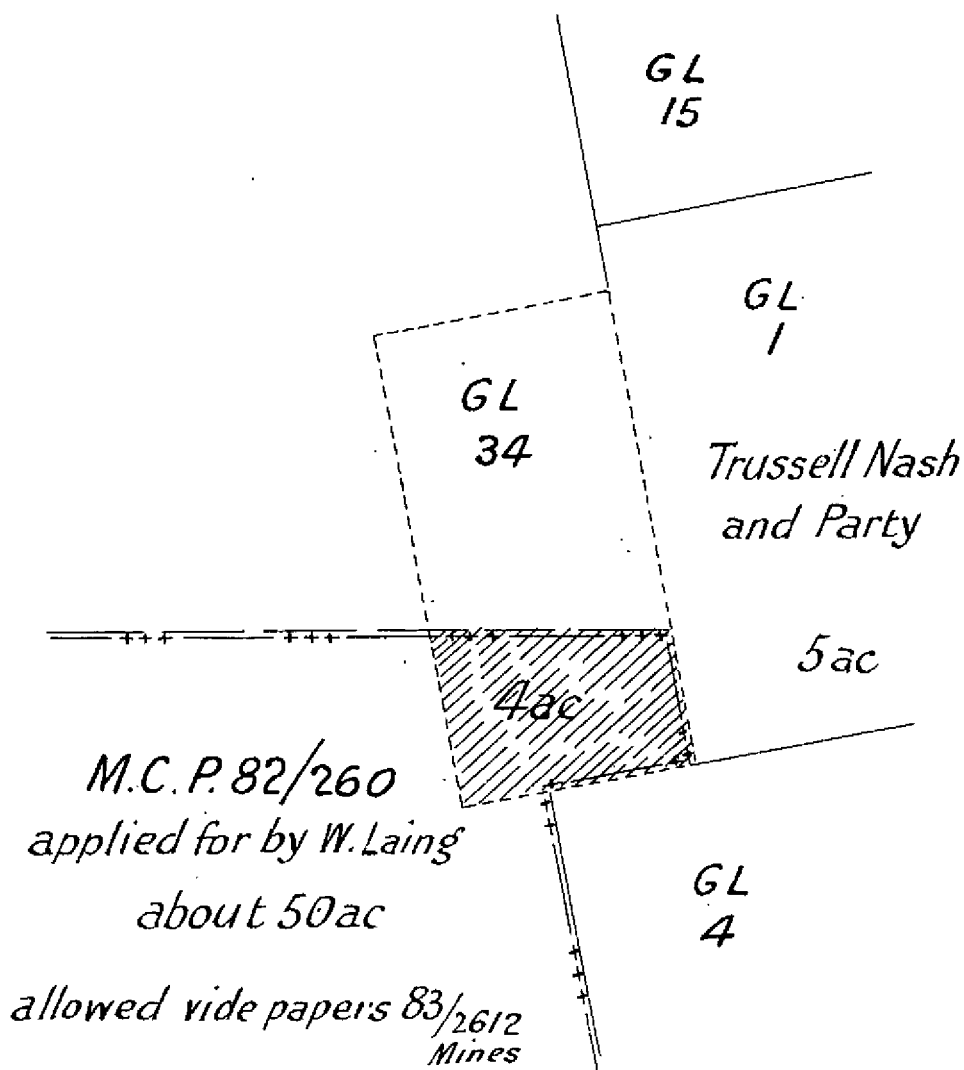 GL
15
GL
1
GL
34
Trussell Nash
and Party
5ac
4ac
M.C.P. 82/260
applied for by W. Laing
about 50ac
GL
4
allowed vide papers 83/2612
Mines